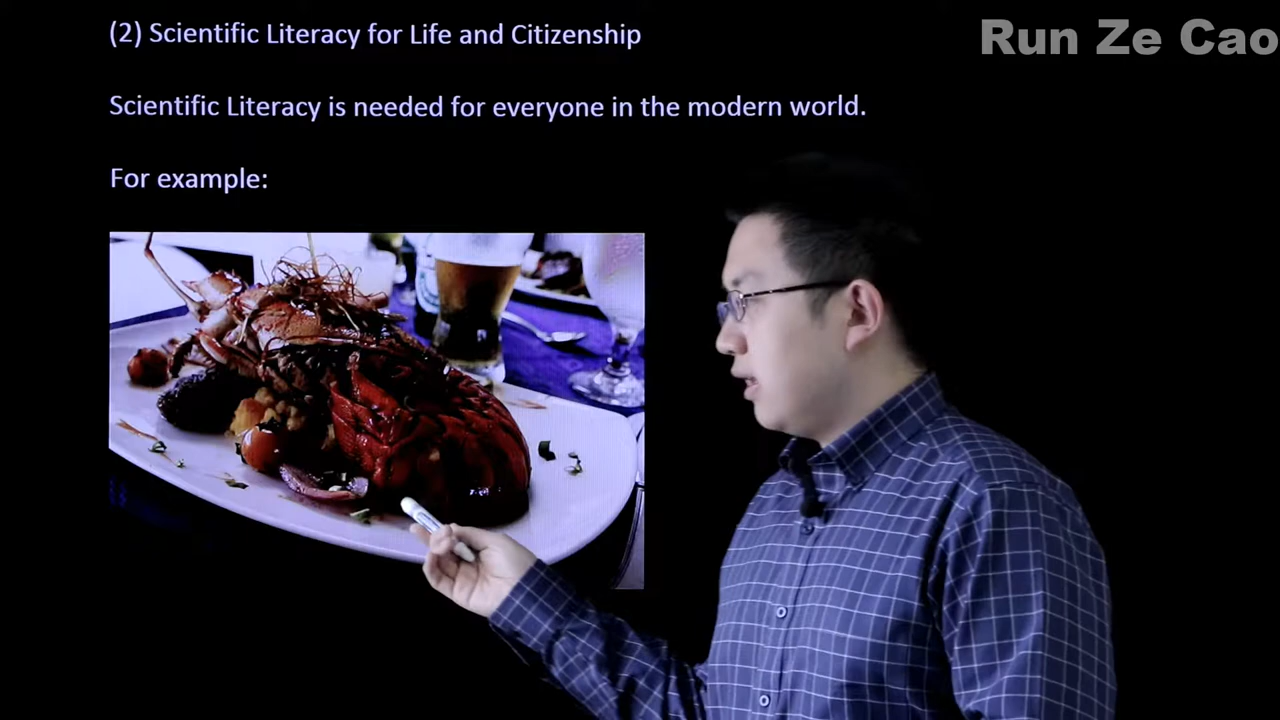 (2) Scientific Literacy for Life and Citizenship
Run Ze Cao
Scientific Literacy is needed for everyone in the modern world.
For example: